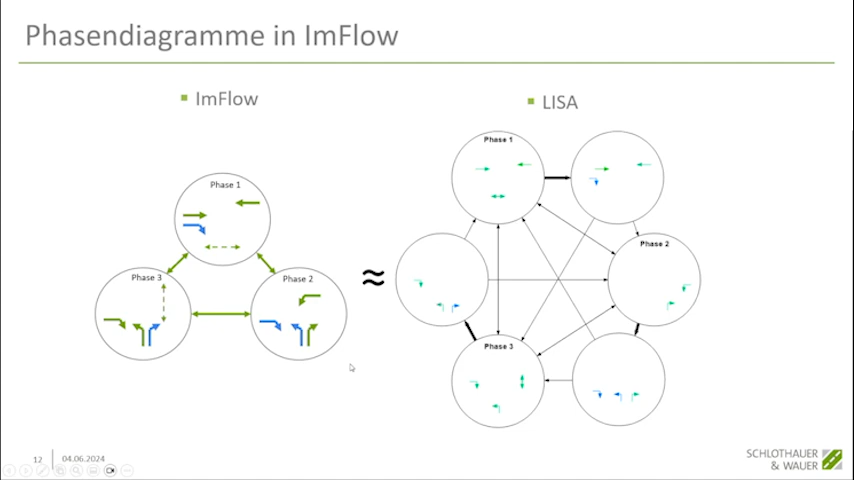 Phasendiagramme in ImFlow
ImFlow
LISA
Phase 1
Phase 3
Phase 2
≈
Phase 1
Phase 2
Phase 3
12
04.06.2024
SCHLOTHAUER
& WAUER